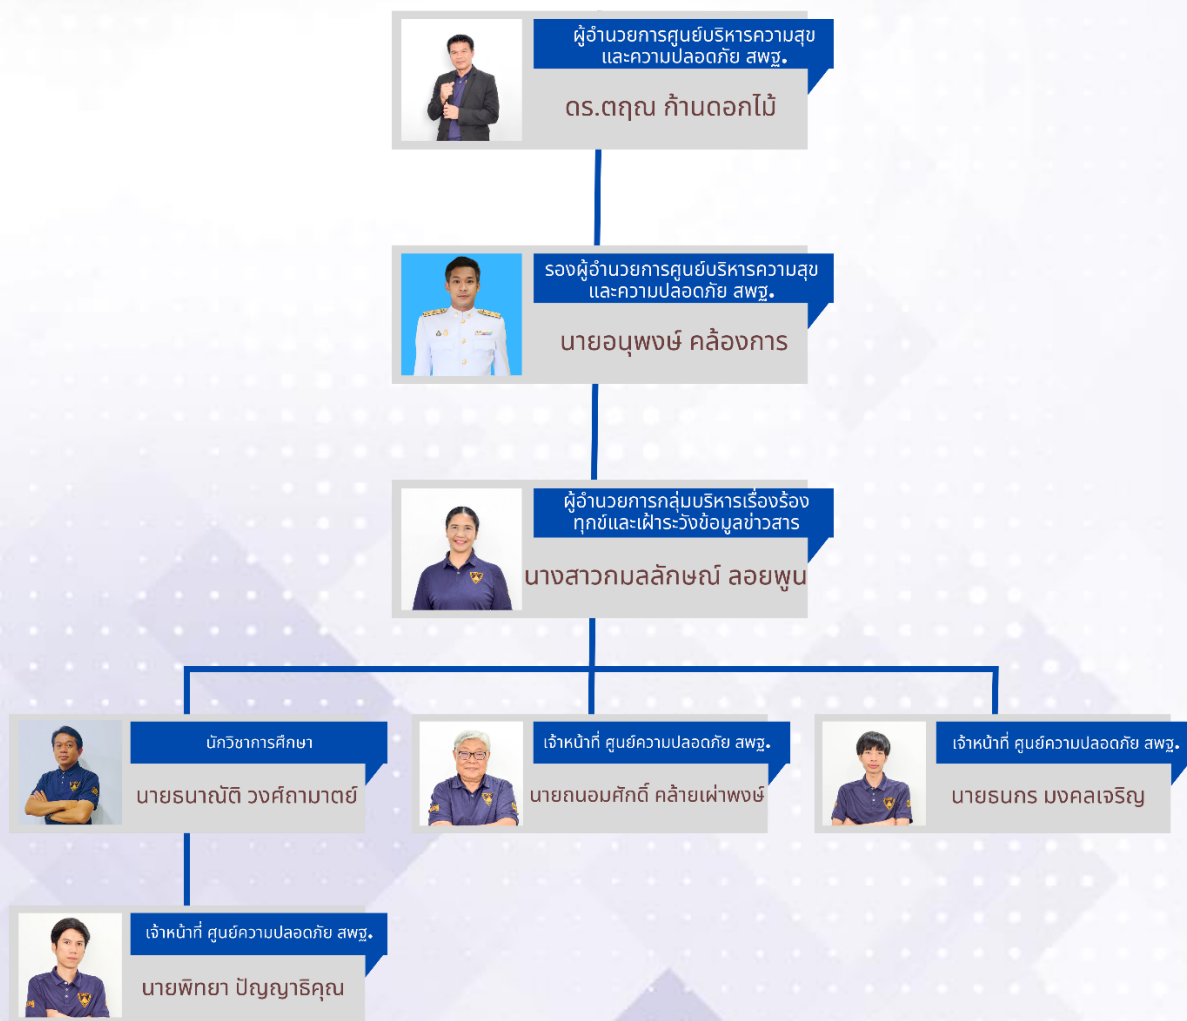 ผู้อำนวยการศูนย์บริหารความสุข
และความปลอดภัย สพฐ.
ดร.ตฤณ ก้านดอกไม้
รองผู้อำนวยการศูนย์บริหารความสุข
และความปลอดภัย สพฐ.
นายอนุพงษ์ คล้องการ
ผู้อำนวยการกลุ่มบริหารเรื่องร้อง
ทุกข์และเฝ้าระวังข้อมูลข่าวสาร
นางสาวกมลลักษณ์ ลอยพูน
นักวิชาการศึกษา
นายธนาณัติ วงศ์ถามาตย์
เจ้าหน้าที่ ศูนย์ความปลอดภัย สพฐ.
นายถนอมศักดิ์ คล้ายเผ่าพงษ์
เจ้าหน้าที่ ศูนย์ความปลอดภัย สพฐ.
นายธนกร มงคลเจริญ
เจ้าหน้าที่ ศูนย์ความปลอดภัย สพฐ.
นายพิทยา ปัญญาธิคุณ